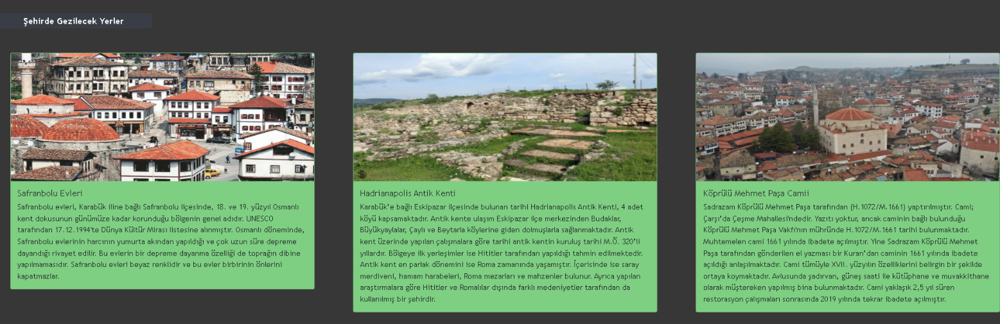 Şehirde Gezilecek Yerler
Safranbolu Evleri
Safranbolu evleri, Karabük iline bağlı Safranbolu ilçesinde, 18. ve 19. yüzyıl Osmanlı
kent dokusunun günümüze kadar korunduğu bölgenin genel adıdır. UNESCO
tarafından 17.12.1994'te Dünya Kültür Mirası listesine alınmıştır. Osmanlı döneminde,
Safranbolu evlerinin harcının yumurta akından yapıldığı ve çok uzun süre depreme
dayandığı rivayet edilir. Bu evlerin bir depreme dayanma özelliği de toprağın dibine
yapılmamasıdır. Safranbolu evleri beyaz renklidir ve bu evler birbirinin önlerini
kapatmazlar.
Hadrianapolis Antik Kenti
Karabük'e bağlı Eskipazar ilçesinde bulunan tarihi Hadrianapolis Antik Kenti, 4 adet
köyü kapsamaktadır. Antik kente ulaşım Eskipazar ilçe merkezinden Budaklar,
Büyükyaylalar, Çaylı ve Beytarla köylerine giden dolmuşlarla sağlanmaktadır. Antik
kent üzerinde yapılan çalışmalara göre tarihi antik kentin kuruluş tarihi M.Ö. 320'li
yıllardır. Bölgeye ilk yerleşimler ise Hititler tarafından yapıldığı tahmin edilmektedir.
Antik kent en parlak dönemini ise Roma zamanında yaşamıştır. İçerisinde ise saray
merdiveni, hamam harabeleri, Roma mezarları ve mahzenler bulunur. Ayrıca yapılan
araştırmalara göre Hititler ve Romalılar dışında farklı medeniyetler tarafından da
kullanılmış bir şehirdir.
Köprülü Mehmet Paşa Camii
Sadrazam Köprülü Mehmet Paşa tarafından (H.1072/M.1661) yaptırılmıştır. Cami;
Çarşı'da Çeşme Mahallesi'ndedir. Yazıtı yoktur, ancak caminin bağlı bulunduğu
Köprülü Mehmet Paşa Vakfı'nın mühründe H.1072/M.1661 tarihi bulunmaktadır.
Muhtemelen cami 1661 yılında ibadete açılmıştır. Yine Sadrazam Köprülü Mehmet
Paşa tarafından gönderilen el yazması bir Kuran'dan caminin 1661 yılında ibadete
açıldığı anlaşılmaktadır. Cami tümüyle XVII. yüzyılın özelliklerini belirgin bir şekilde
ortaya koymaktadır. Avlusunda şadırvan, güneş saati ile kütüphane ve muvakkithane
olarak müştereken yapılmış bina bulunmaktadır. Cami yaklaşık 2,5 yıl süren
restorasyon çalışmaları sonrasında 2019 yılında tekrar ibadete açılmıştır.